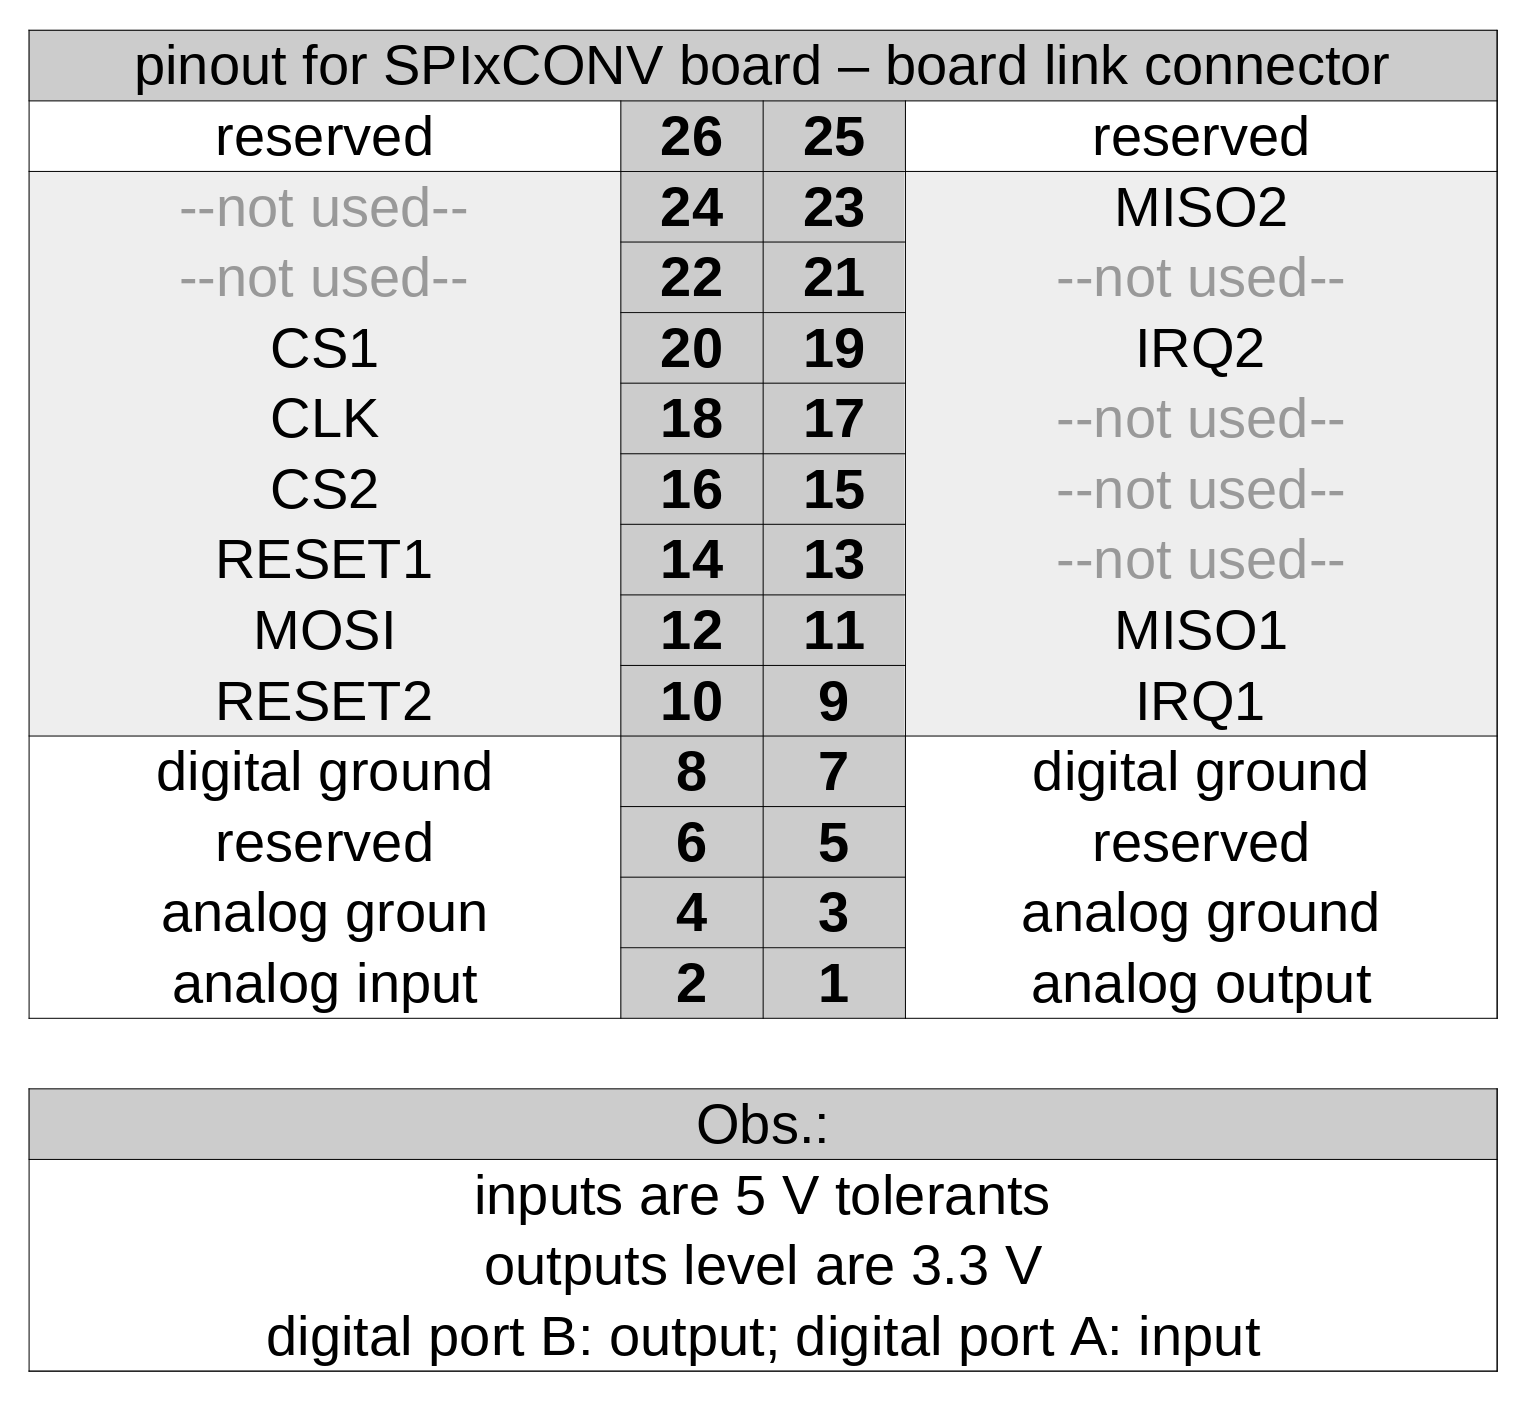 pinout for SPIxCONV board – board link connector
reserved 26 25 reserved
--not used-- 24 23 MISO2
--not used-- 22 21 --not used--
CS1 20 19 IRQ2
CLK 18 17 --not used--
CS2 16 15 --not used--
RESET1 14 13 --not used--
MOSI 12 11 MISO1
RESET2 10 9 IRQ1
digital ground 8 7 digital ground
reserved 6 5 reserved
analog groun 4 3 analog ground
analog input 2 1 analog output
Obs.:
inputs are 5 V tolerants
outputs level are 3.3 V
digital port B: output; digital port A: input